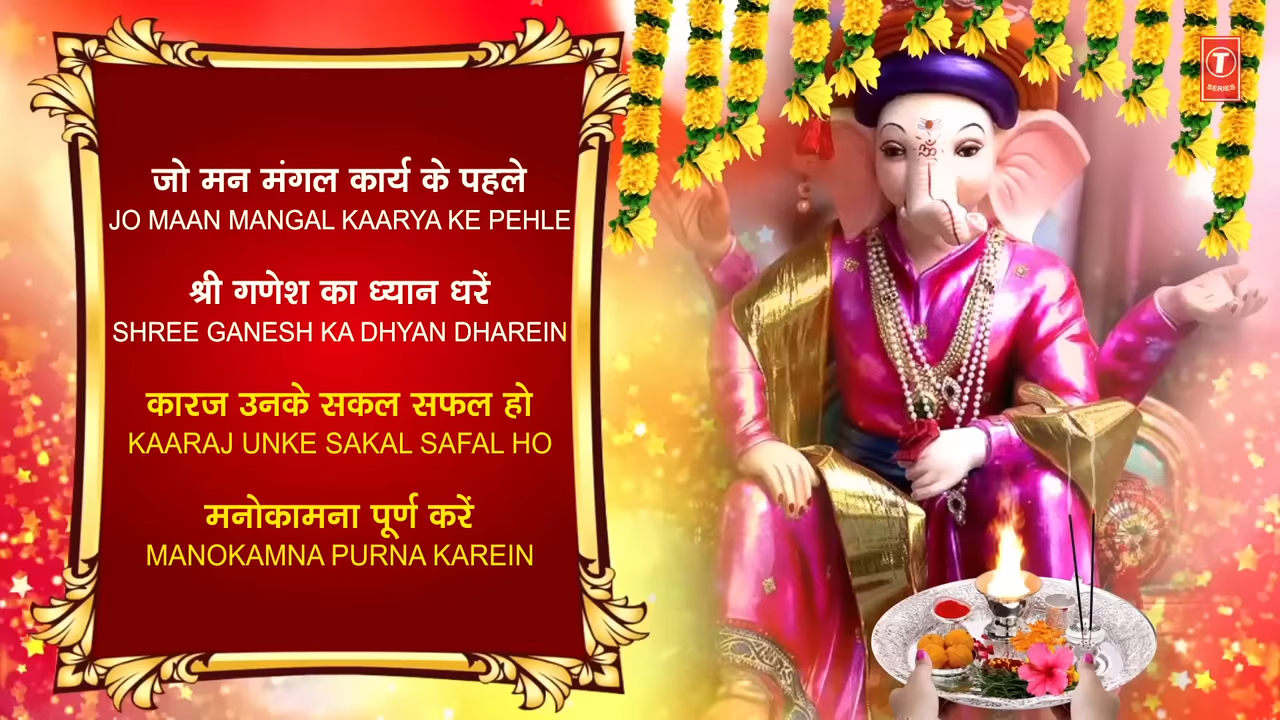 जो मन मंगल कार्य के पहले
JO MAAN MANGAL KAARYA KE PEHLE
श्री गणेश का ध्यान धरें
SHREE GANESH KA DHYAN DHAREIN
कारज उनके सकल सफल हो
KAARAJ UNKE SAKAL SAFAL HO
मनोकामना पूर्ण करें
MANOKAMNA PURNA KAREIN
T
SERIES
ॐ